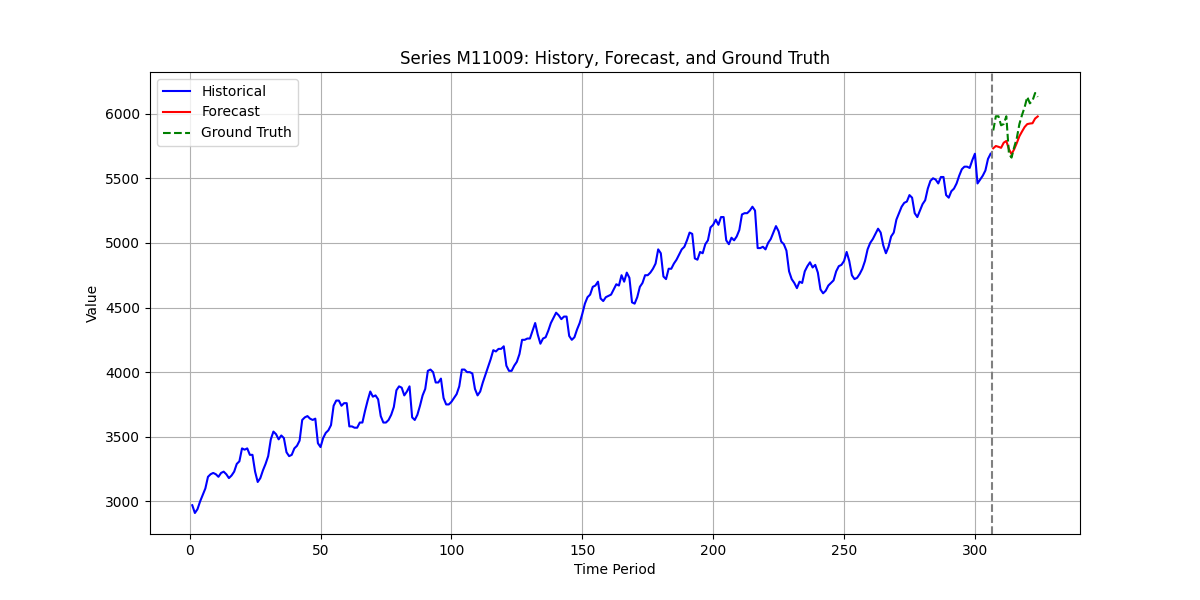 Series M11009: History, Forecast, and Ground Truth
Historical
Forecast
Ground Truth
6000
5500
5000
4500
4000
3500
3000
Value
0 50 100 150 200 250 300
Time Period